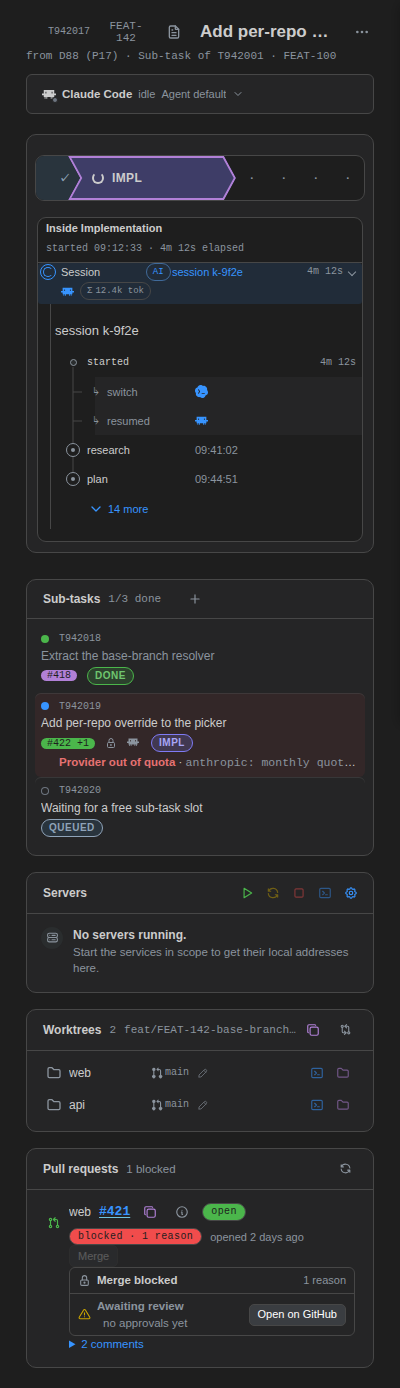 T942017 FEAT-142 Add per-repo …
from D88 (P17) · Sub-task of T942001 · FEAT-100
Claude Code idle Agent default
IMPL
Inside Implementation
started 09:12:33 · 4m 12s elapsed
Session AI session k-9f2e 4m 12s
Σ 12.4k tok
session k-9f2e
started 4m 12s
↳ switch
↳ resumed
research 09:41:02
plan 09:44:51
14 more
Sub-tasks 1/3 done
T942018
Extract the base-branch resolver
#418 DONE
T942019
Add per-repo override to the picker
#422 +1 IMPL
Provider out of quota · anthropic: monthly quot…
T942020
Waiting for a free sub-task slot
QUEUED
Servers
No servers running.
Start the services in scope to get their local addresses
here.
Worktrees 2 feat/FEAT-142-base-branch…
web main
api main
Pull requests 1 blocked
web #421 open
blocked · 1 reason opened 2 days ago
Merge
Merge blocked 1 reason
Awaiting review
no approvals yet
Open on GitHub
2 comments